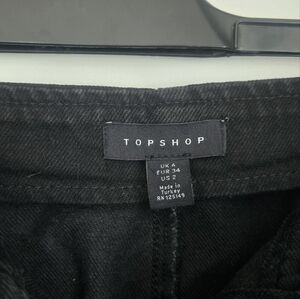 TOPSHOP
UK 6
EUR 34
US 2
Made in
Turkey
RN 125149